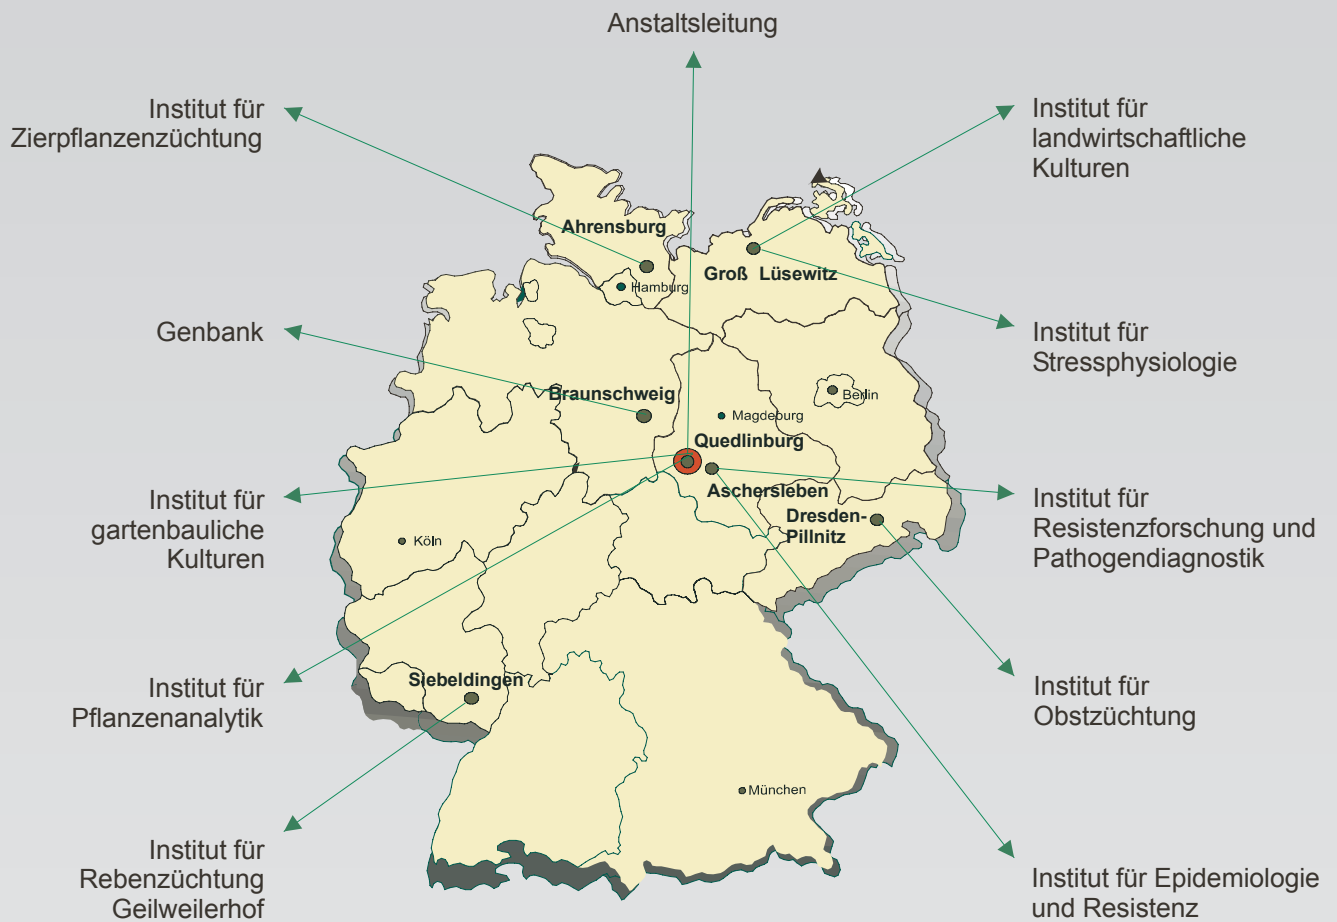 Anstaltsleitung
Institut für
Zierpflanzenzüchtung
Institut für
landwirtschaftliche
Kulturen
Ahrensburg
Hamburg
Groß Lüsewitz
Genbank
Institut für
Stressphysiologie
Braunschweig
Berlin
Magdeburg
Quedlinburg
Aschersleben
Institut für
gartenbauliche
Kulturen
Köln
Dresden-
Pillnitz
Institut für
Resistenzforschung und
Pathogendiagnostik
Institut für
Pflanzenanalytik
Siebeldingen
Institut für
Obstzüchtung
München
Institut für
Rebenzüchtung
Geilweilerhof
Institut für Epidemiologie
und Resistenz